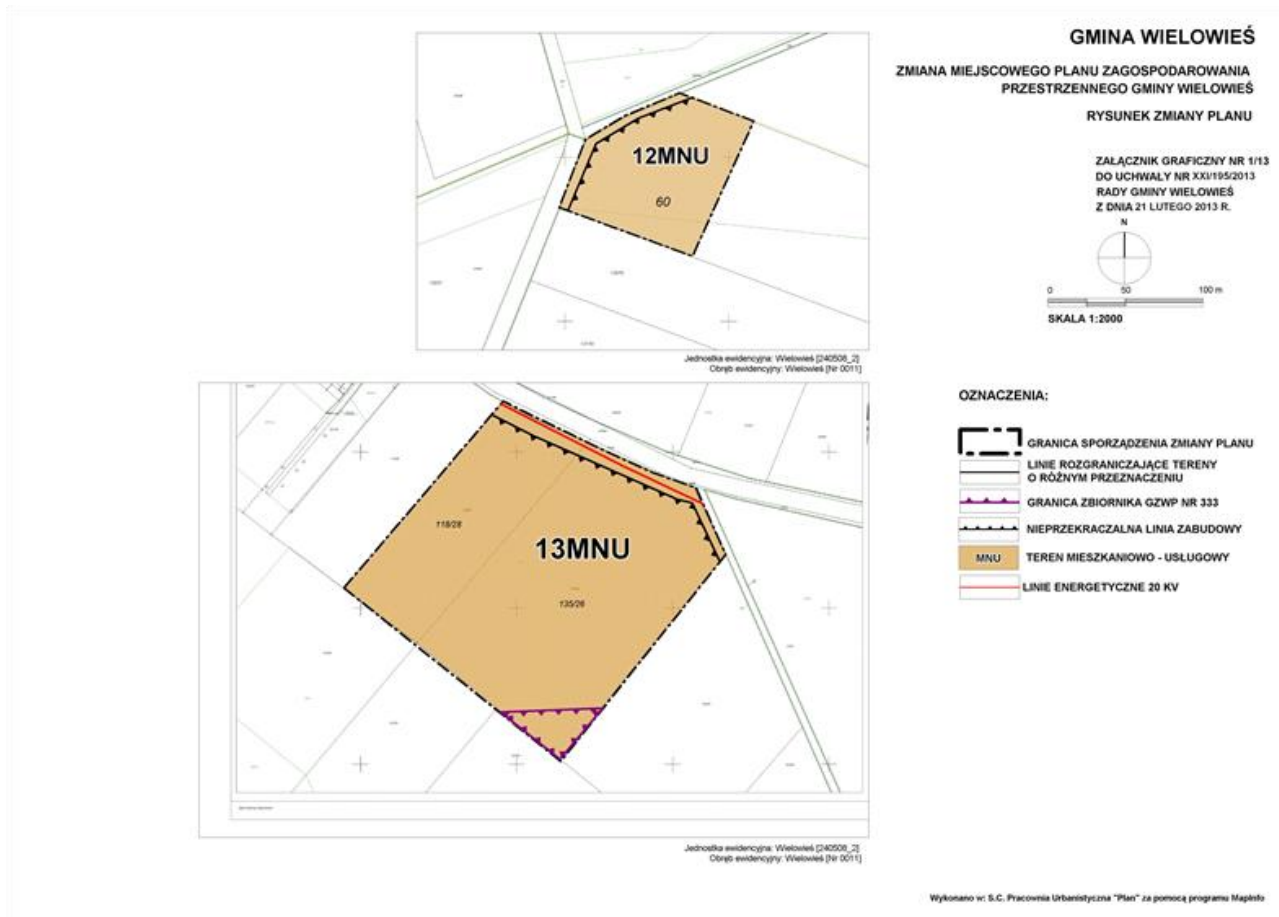 GMINA WIELOWIEŚ
ZMIANA MIEJSCOWEGO PLANU ZAGOSPODAROWANIA
PRZESTRZENNEGO GMINY WIELOWIEŚ
RYSUNEK ZMIANY PLANU
ZAŁĄCZNIK GRAFICZNY NR 1/13
DO UCHWAŁY NR XXI/195/2013
RADY GMINY WIELOWIEŚ
Z DNIA 21 LUTEGO 2013 R.
N
0 50 100 m
SKALA 1:2000
12MNU
60
Jednostka ewidencyjna: Wielowieś [240508_2]
Obręb ewidencyjny: Wielowieś [Nr 0011]
13MNU
118/28
135/26
Jednostka ewidencyjna: Wielowieś [240508_2]
Obręb ewidencyjny: Wielowieś [Nr 0011]
OZNACZENIA:
GRANICA SPORZĄDZENIA ZMIANY PLANU
LINIE ROZGRANICZAJĄCE TERENY
O RÓŻNYM PRZEZNACZENIU
GRANICA ZBIORNIKA GZWP NR 333
NIEPRZEKRACZALNA LINIA ZABUDOWY
MNU TEREN MIESZKANIOWO - USŁUGOWY
LINIE ENERGETYCZNE 20 KV
Wykonano w: S.C. Pracownia Urbanistyczna "Plan" za pomocą programu MapInfo